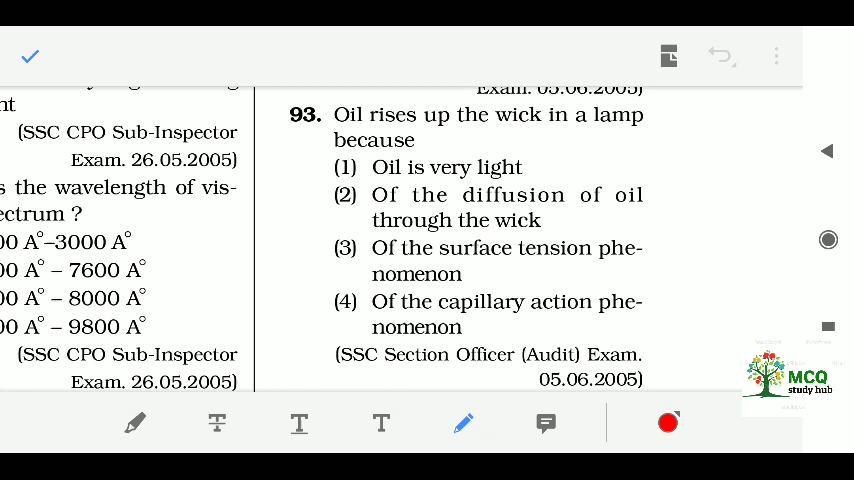 nt
(SSC CPO Sub-Inspector
Exam. 26.05.2005)
s the wavelength of vis-
ectrum ?
00 A°–3000 A°
00 A° – 7600 A°
00 A° – 8000 A°
00 A° – 9800 A°
(SSC CPO Sub-Inspector
Exam. 26.05.2005)
Exam. 05.06.2005)
93. Oil rises up the wick in a lamp
because
(1) Oil is very light
(2) Of the diffusion of oil
through the wick
(3) Of the surface tension phe-
nomenon
(4) Of the capillary action phe-
nomenon
(SSC Section Officer (Audit) Exam.
05.06.2005)
MCQ
study hub
T
T
T